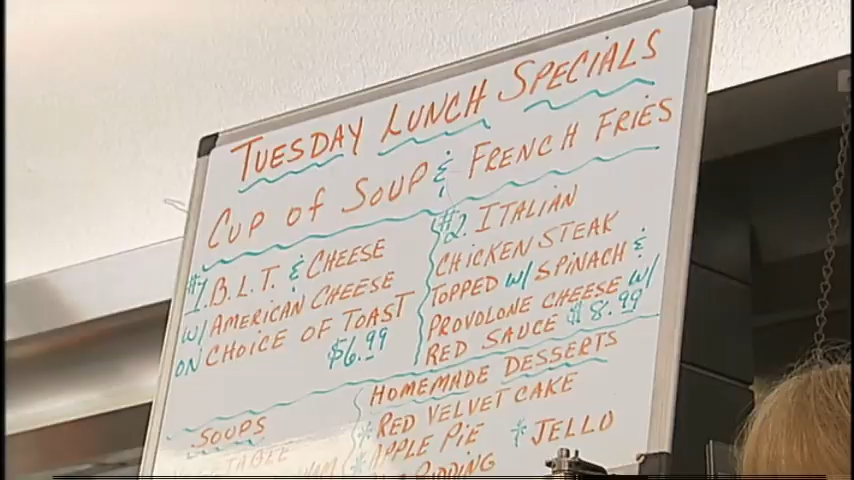 TUESDAY LUNCH SPECIALS
CUP OF SOUP & FRENCH FRIES
#1. B.L.T. & CHEESE
W/ AMERICAN CHEESE
ON CHOICE OF TOAST
$6.99
#2. ITALIAN
CHICKEN STEAK
TOPPED W/ SPINACH &
PROVOLONE CHEESE W/
RED SAUCE $8.99
SOUPS
HOMEMADE DESSERTS
* RED VELVET CAKE
* APPLE PIE
* JELLO
PUDDING